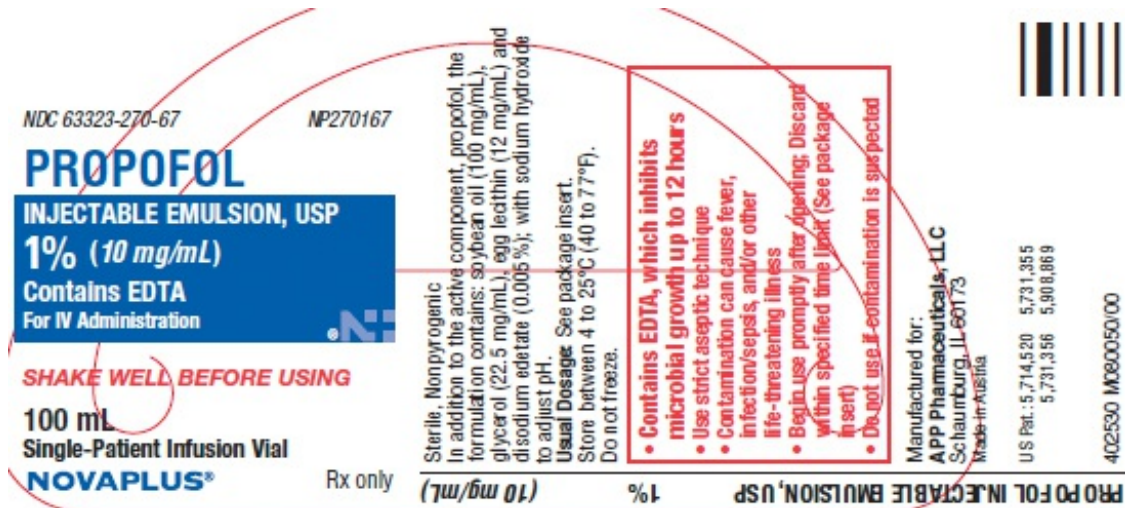 NDC 63323-270-67 NP270167
PROPOFOL
INJECTABLE EMULSION, USP
1% (10 mg/mL)
Contains EDTA
For IV Administration
®
SHAKE WELL BEFORE USING
100 mL
Single-Patient Infusion Vial
NOVAPLUS® Rx only
Sterile, Nonpyrogenic
In addition to the active component, propofol, the
formulation contains: soybean oil (100 mg/mL),
glycerol (22.5 mg/mL), egg lecithin (12 mg/mL) and
disodium edetate (0.005%); with sodium hydroxide
to adjust pH.
Usual Dosage: See package insert.
Store between 4 to 25°C (40 to 77°F).
Do not freeze.
• Contains EDTA, which inhibits
microbial growth up to 12 hours
• Use strict aseptic technique
• Contamination can cause fever,
infection/sepsis, and/or other
life-threatening illness
• Begin use promptly after opening; Discard
within specified time limit (See package
insert)
• Do not use if contamination is suspected
Manufactured for:
APP Pharmaceuticals, LLC
Schaumburg, IL 60173
Made in Austria
US Pat.: 5,714,520 5,731,355
5,731,356 5,908,869
402530 M080050/00
PROPOFOL INJECTABLE EMULSION, USP 1% (10 mg/mL)